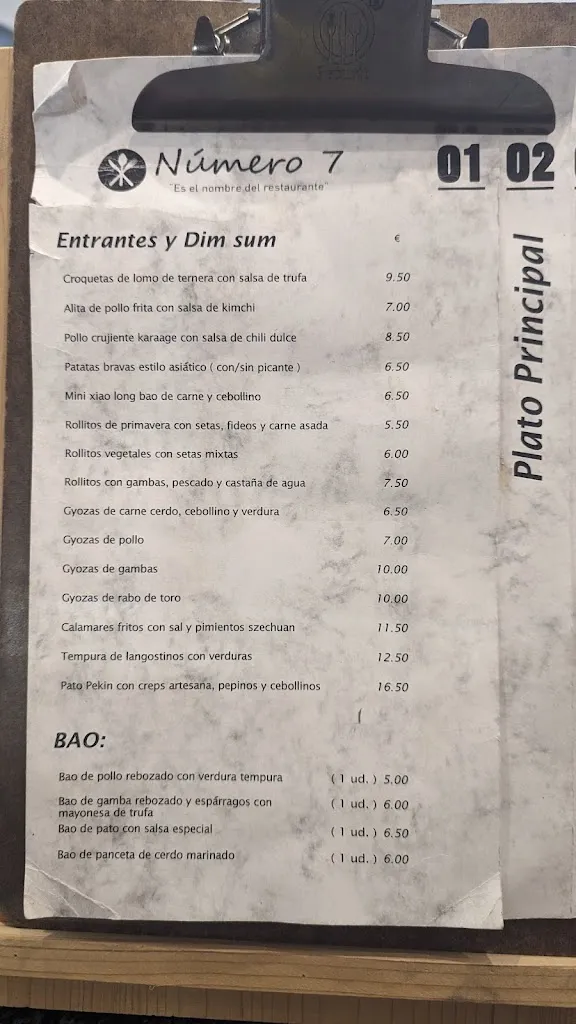 Número 7
"Es el nombre del restaurante"
01 02
Entrantes y Dim sum €
Croquetas de lomo de ternera con salsa de trufa 9.50
Alita de pollo frita con salsa de kimchi 7.00
Pollo crujiente karaage con salsa de chili dulce 8.50
Patatas bravas estilo asiático ( con/sin picante ) 6.50
Mini xiao long bao de carne y cebollino 6.50
Rollitos de primavera con setas, fideos y carne asada 5.50
Rollitos vegetales con setas mixtas 6.00
Rollitos con gambas, pescado y castaña de agua 7.50
Gyozas de carne cerdo, cebollino y verdura 6.50
Gyozas de pollo 7.00
Gyozas de gambas 10.00
Gyozas de rabo de toro 10.00
Calamares fritos con sal y pimientos szechuan 11.50
Tempura de langostinos con verduras 12.50
Pato Pekin con creps artesana, pepinos y cebollinos 16.50
BAO:
Bao de pollo rebozado con verdura tempura ( 1 ud. ) 5.00
Bao de gamba rebozado y espárragos con ( 1 ud. ) 6.00
mayonesa de trufa
Bao de pato con salsa especial ( 1 ud. ) 6.50
Bao de panceta de cerdo marinado ( 1 ud. ) 6.00
Plato Principal